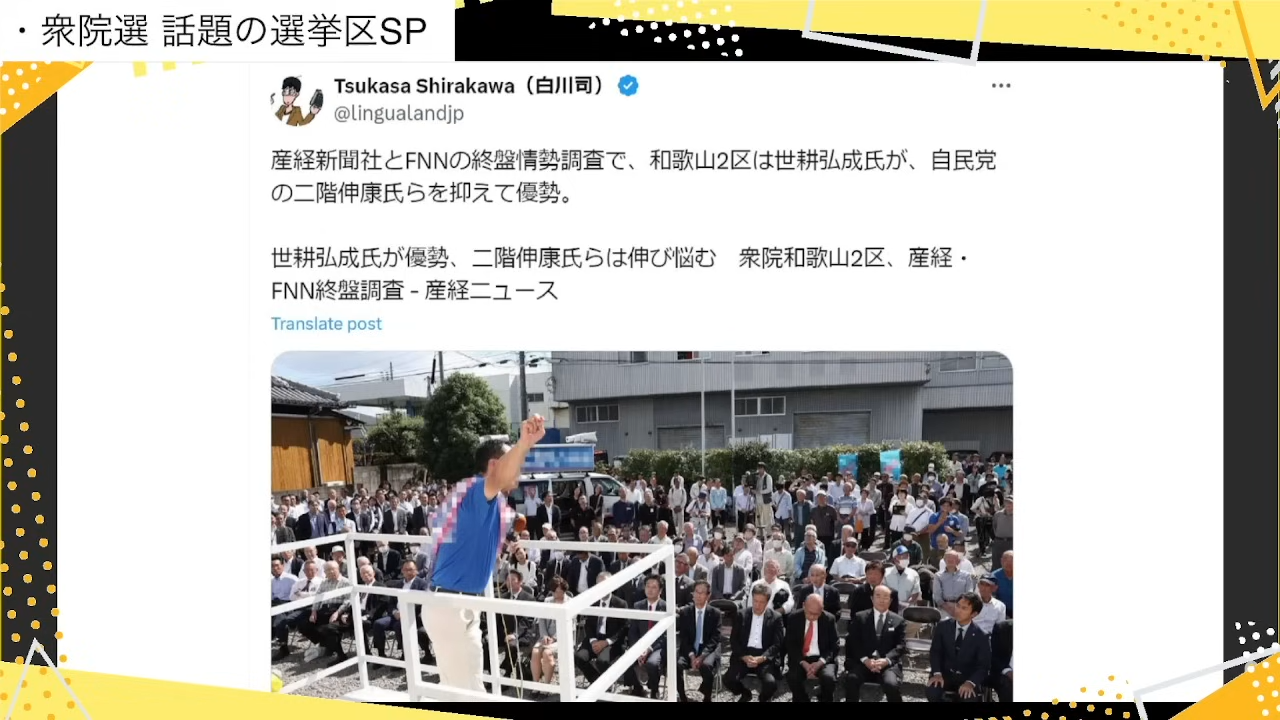 ・衆院選 話題の選挙区SP
Tsukasa Shirakawa（白川司）
@lingualandjp
産経新聞社とFNNの終盤情勢調査で、和歌山2区は世耕弘成氏が、自民党
の二階伸康氏らを抑えて優勢。
世耕弘成氏が優勢、二階伸康氏らは伸び悩む　衆院和歌山2区、産経・
FNN終盤調査 - 産経ニュース
Translate post